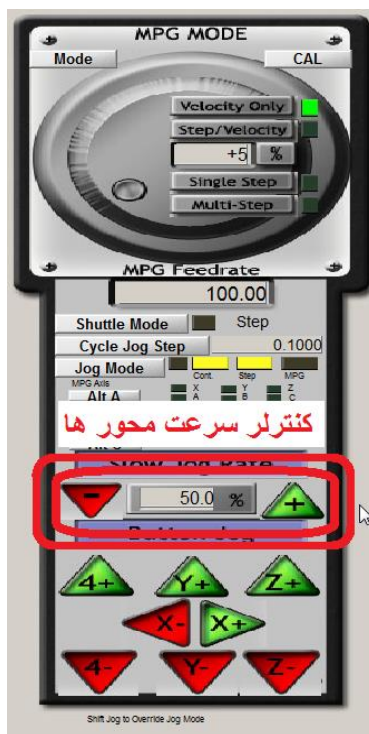 MPG MODE
Mode CAL
Velocity Only
Step/Velocity
+5 %
Single Step
Multi-Step
MPG Feedrate
100.00
Shuttle Mode Step
Cycle Jog Step 0.1000
Jog Mode
Cont. Step MPG
MPG Axis
Alt A X Y Z
A B C
کنترلر سرعت محور ها
Slow Jog Rate
- 50.0 % +
Button Jog
4+ Y+ Z+
X- X+
4- Y- Z-
Shift Jog to Override Jog Mode